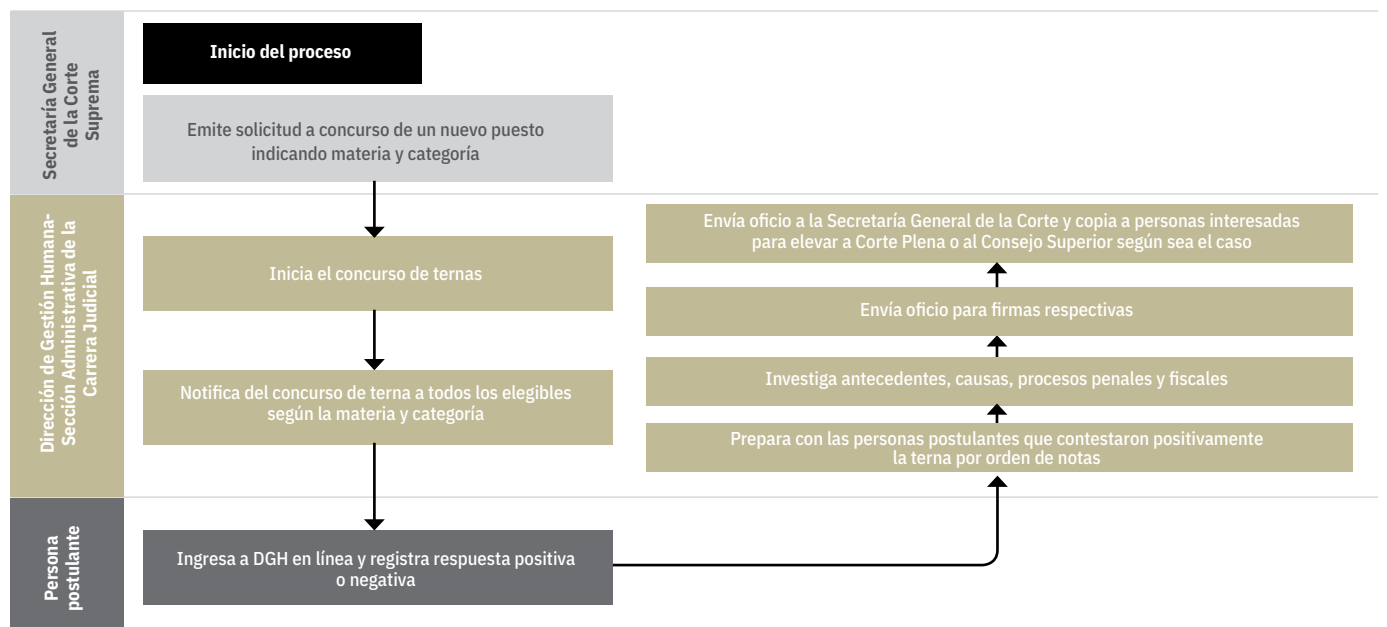 Secretaría General
de la Corte
Suprema
Inicio del proceso
Emite solicitud a concurso de un nuevo puesto
indicando materia y categoría
Dirección de Gestión Humana-
Sección Administrativa de la
Carrera Judicial
Inicia el concurso de ternas
Notifica del concurso de terna a todos los elegibles
según la materia y categoría
Envía oficio a la Secretaría General de la Corte y copia a personas interesadas
para elevar a Corte Plena o al Consejo Superior según sea el caso
Envía oficio para firmas respectivas
Investiga antecedentes, causas, procesos penales y fiscales
Prepara con las personas postulantes que contestaron positivamente
la terna por orden de notas
Persona
postulante
Ingresa a DGH en línea y registra respuesta positiva
o negativa